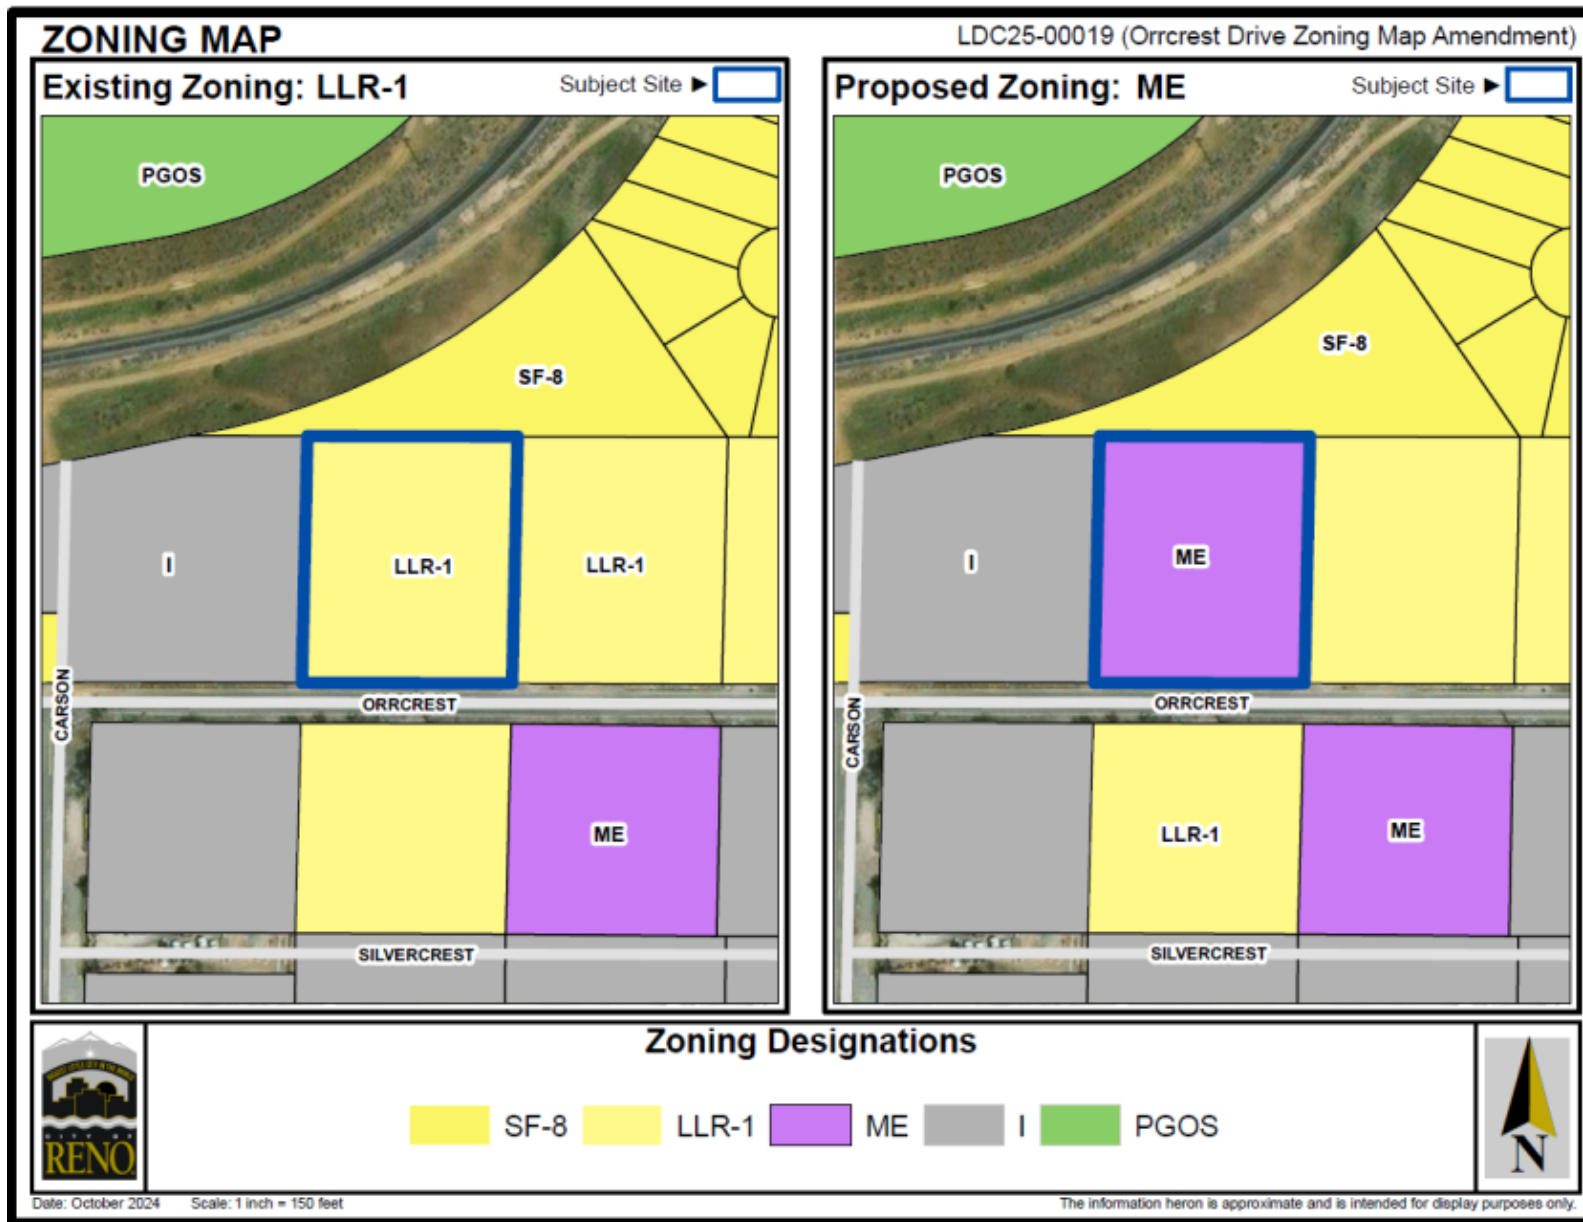 ZONING MAP
LDC25-00019 (Orrcrest Drive Zoning Map Amendment)
Existing Zoning: LLR-1
Subject Site ►
PGOS
SF-8
I
LLR-1
LLR-1
CARSON
ORRCREST
ME
SILVERCREST
Proposed Zoning: ME
Subject Site ►
PGOS
SF-8
I
ME
CARSON
ORRCREST
LLR-1
ME
SILVERCREST
CITY OF
RENO
Zoning Designations
SF-8
LLR-1
ME
I
PGOS
N
Date: October 2024
Scale: 1 inch = 150 feet
The information heron is approximate and is intended for display purposes only.